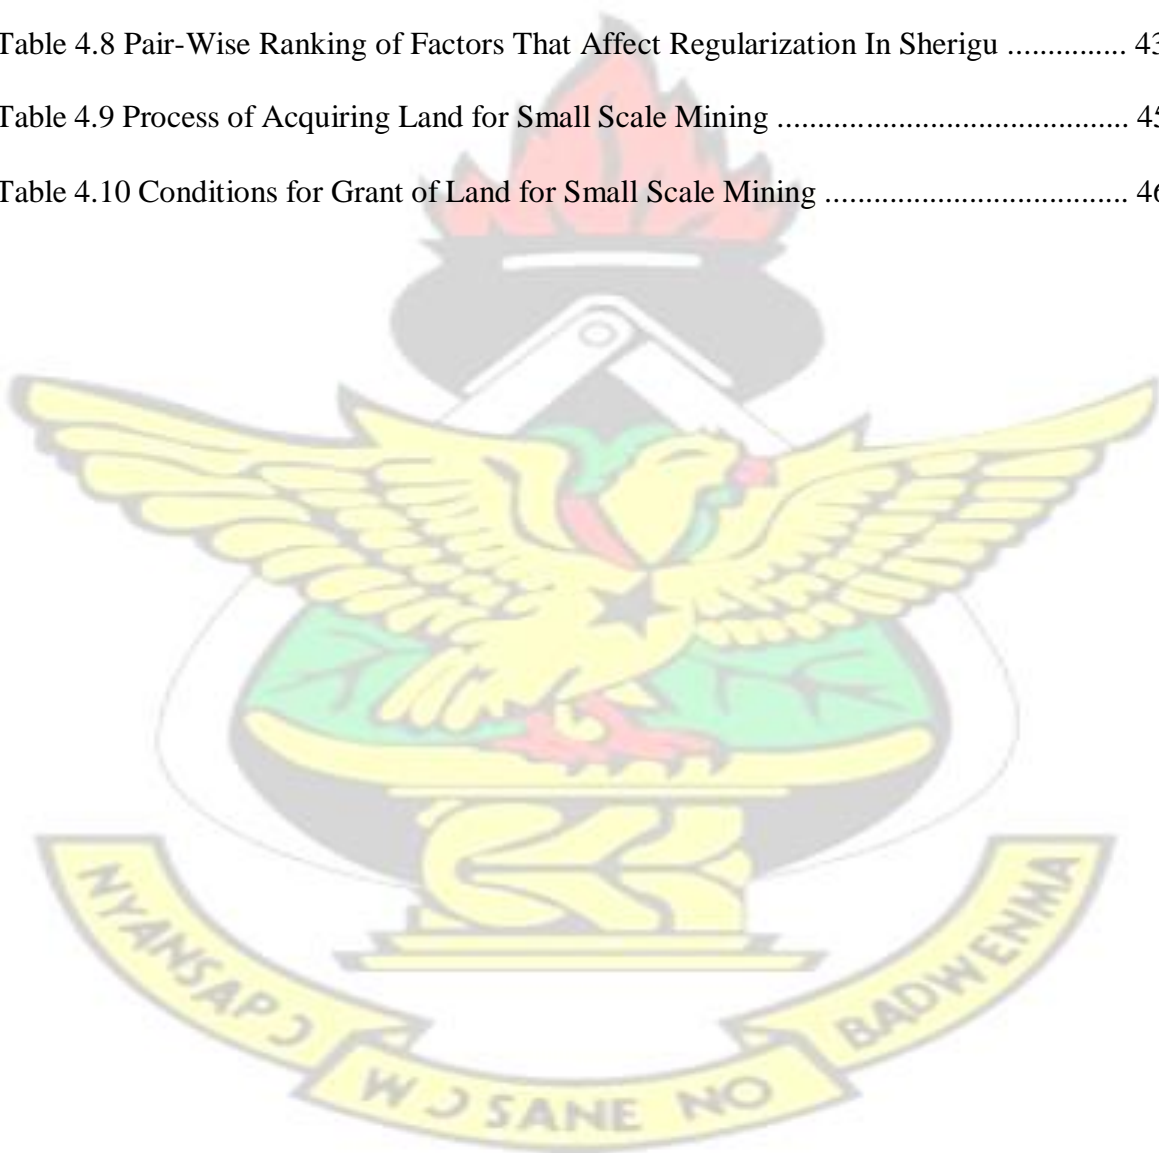 Table 4.8 Pair-Wise Ranking of Factors That Affect Regularization In Sherigu ............... 43
Table 4.9 Process of Acquiring Land for Small Scale Mining ............................................ 45
Table 4.10 Conditions for Grant of Land for Small Scale Mining ...................................... 46
NYANSAPƆ
WƆSANE NO
BADWENMA